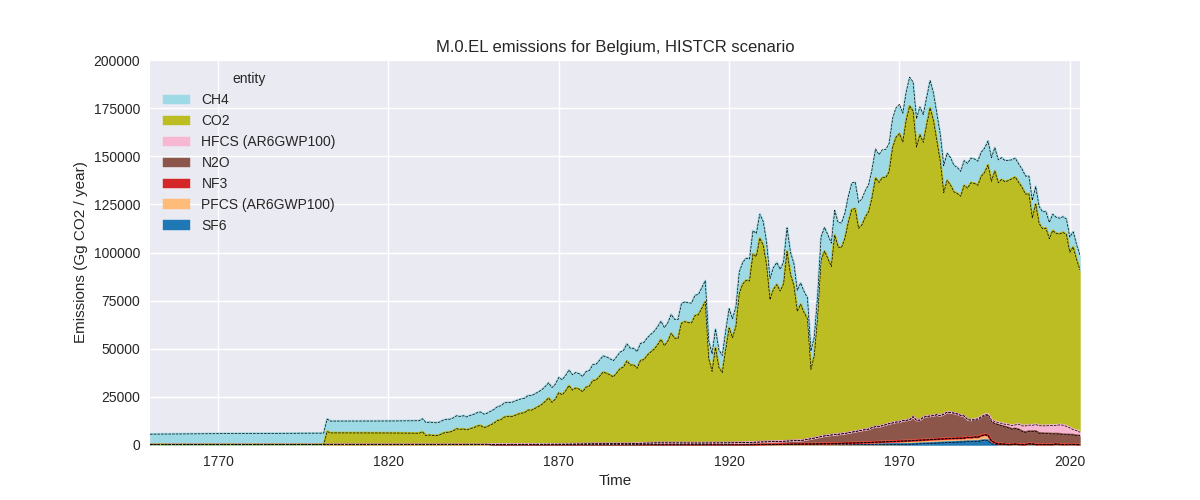 M.0.EL emissions for Belgium, HISTCR scenario
200000
175000
150000
125000
100000
75000
50000
25000
0
Emissions (Gg CO2 / year)
entity
CH4
CO2
HFCS (AR6GWP100)
N2O
NF3
PFCS (AR6GWP100)
SF6
1770
1820
1870
1920
1970
2020
Time